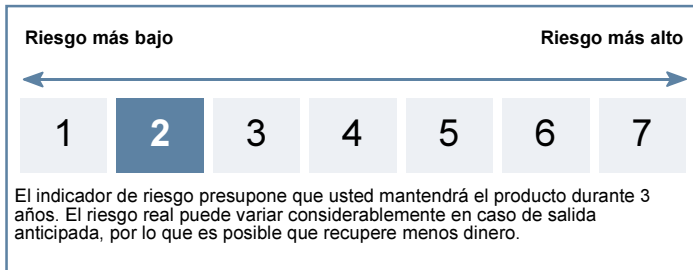 Riesgo más bajo Riesgo más alto
1 2 3 4 5 6 7
El indicador de riesgo presupone que usted mantendrá el producto durante 3
años. El riesgo real puede variar considerablemente en caso de salida
anticipada, por lo que es posible que recupere menos dinero.